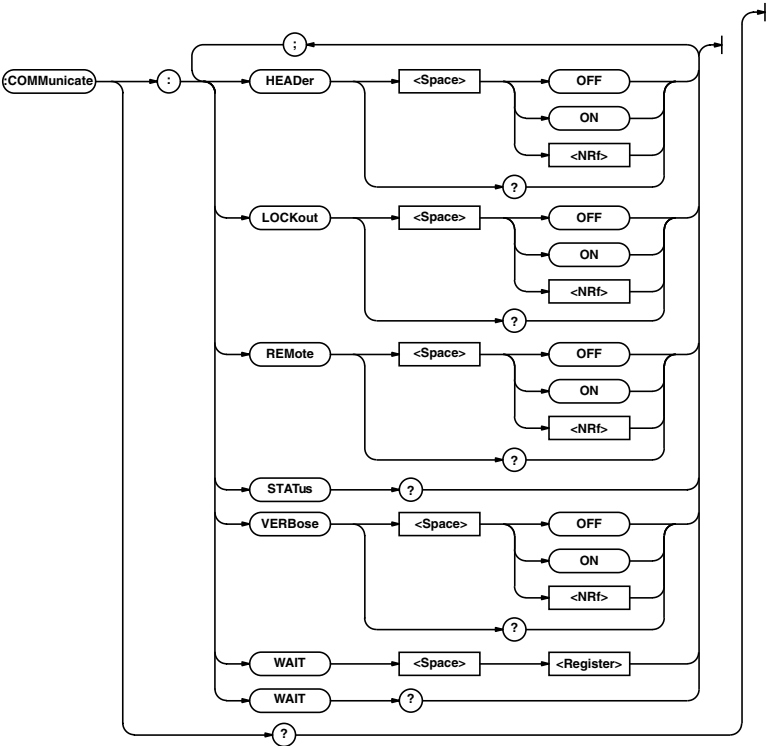 ;
:COMMunicate : HEADer <Space> OFF
ON
<NRf>
?
LOCKout <Space> OFF
ON
<NRf>
?
REMote <Space> OFF
ON
<NRf>
?
STATus ?
VERBose <Space> OFF
ON
<NRf>
?
WAIT <Space> <Register>
WAIT ?
?